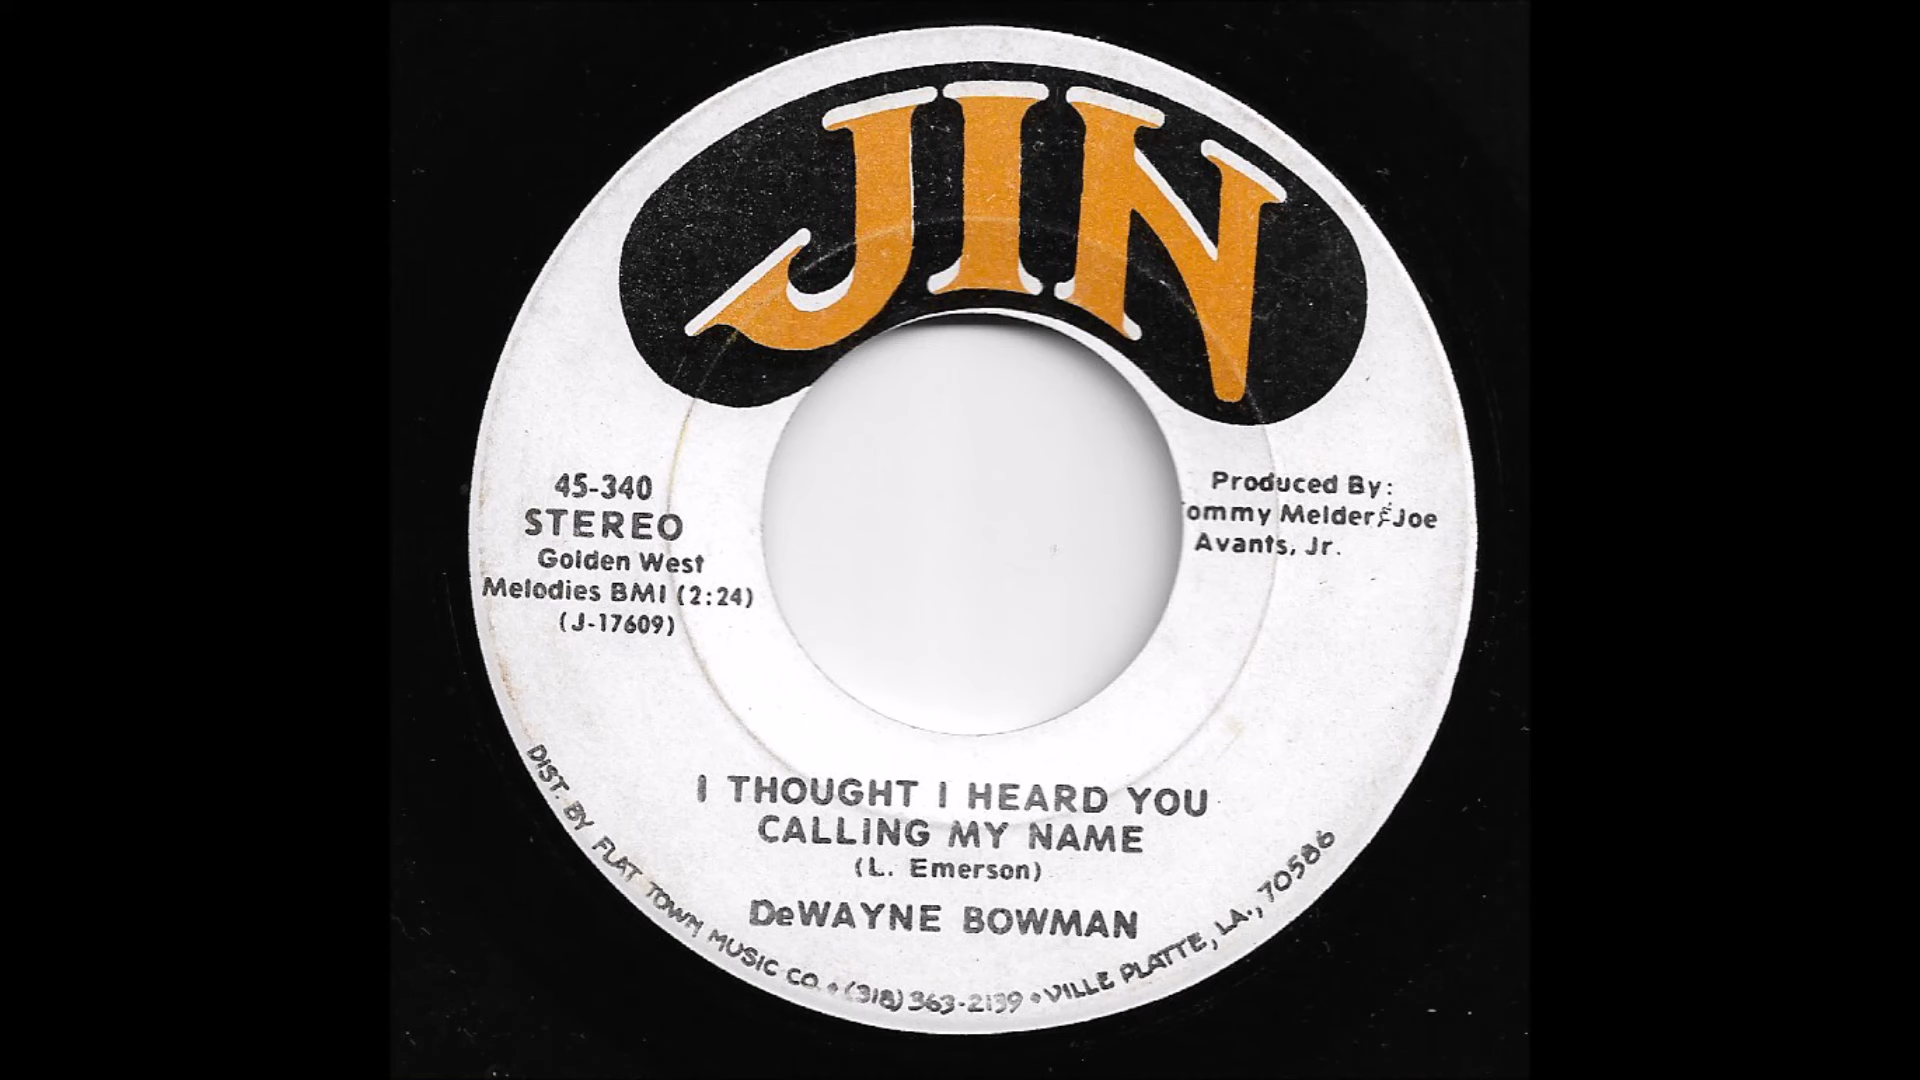 JIN
45-340
STEREO
Golden West
Melodies BMI (2:24)
(J-17609)
Produced By:
ommy Melder & Joe
Avants, Jr.
I THOUGHT I HEARD YOU
CALLING MY NAME
(L. Emerson)
DeWAYNE BOWMAN
DIST. BY FLAT TOWN MUSIC CO. • (318) 363-2139 • VILLE PLATTE, LA., 70586